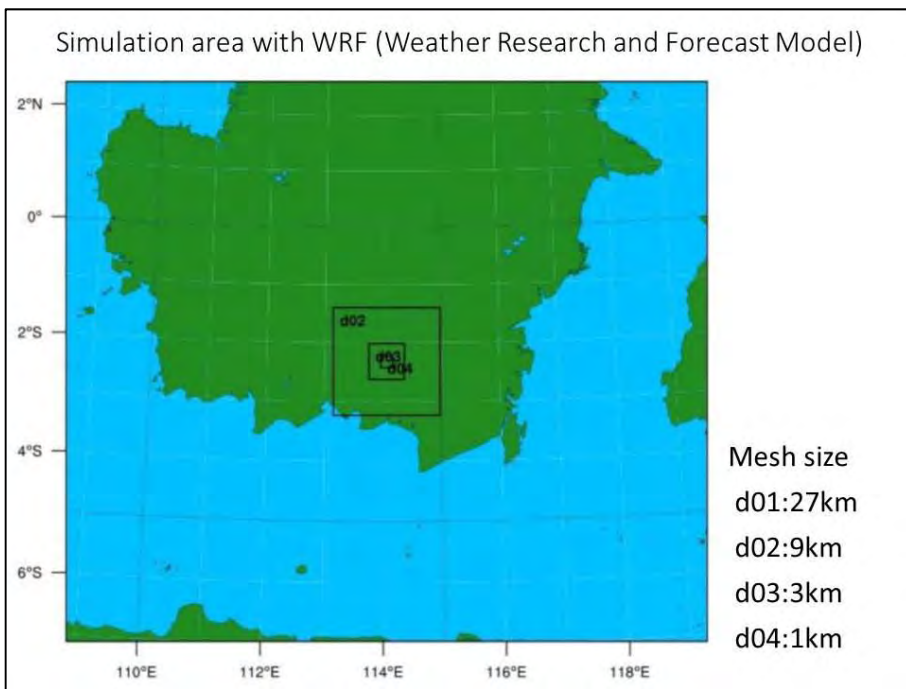 Simulation area with WRF (Weather Research and Forecast Model)
2°N
0°
2°S
4°S
6°S
d02
d03
d04
110°E
112°E
114°E
116°E
118°E
Mesh size
d01:27km
d02:9km
d03:3km
d04:1km